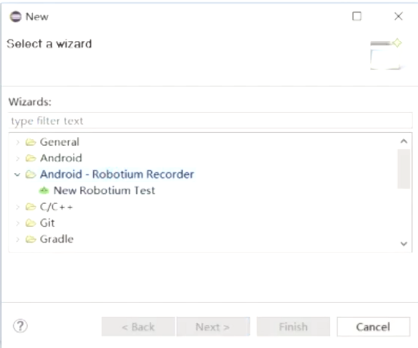 New
Select a wizard
Wizards:
type filter text
General
Android
Android - Robotium Recorder
New Robotium Test
C/C++
Git
Gradle
?
< Back
Next >
Finish
Cancel